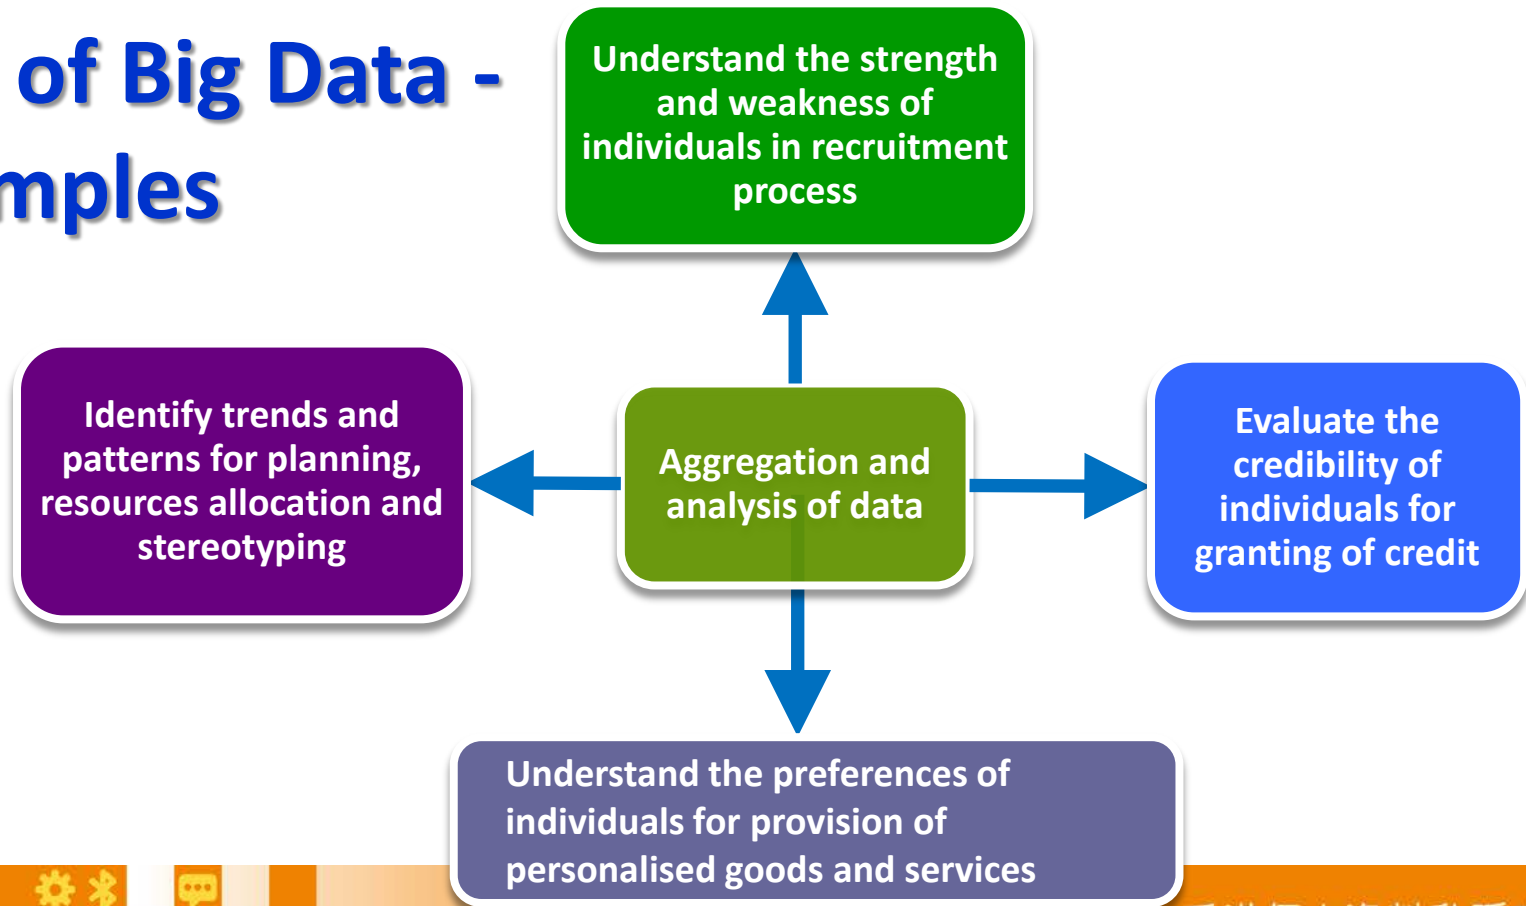 of Big Data -
mples
Understand the strength
and weakness of
individuals in recruitment
process
Identify trends and
patterns for planning,
resources allocation and
stereotyping
Aggregation and
analysis of data
Evaluate the
credibility of
individuals for
granting of credit
Understand the preferences of
individuals for provision of
personalised goods and services